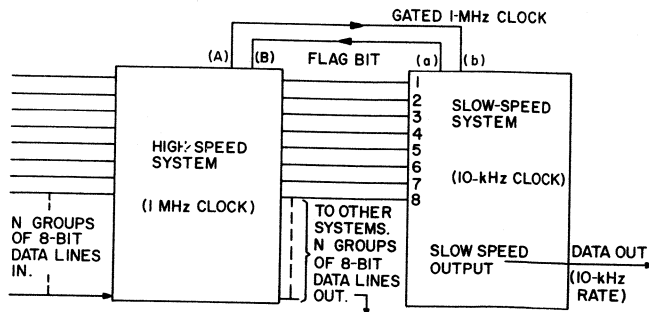 GATED 1-MHz CLOCK
(A) (B) FLAG BIT (a) (b)
1
2
3
4
5
6
7
8
HIGH-SPEED
SYSTEM
(1 MHz CLOCK)
SLOW-SPEED
SYSTEM
(10-kHz CLOCK)
N GROUPS
OF 8-BIT
DATA LINES
IN.
TO OTHER
SYSTEMS.
N GROUPS
OF 8-BIT
DATA LINES
OUT.
SLOW SPEED
OUTPUT
DATA OUT
(10-kHz
RATE)